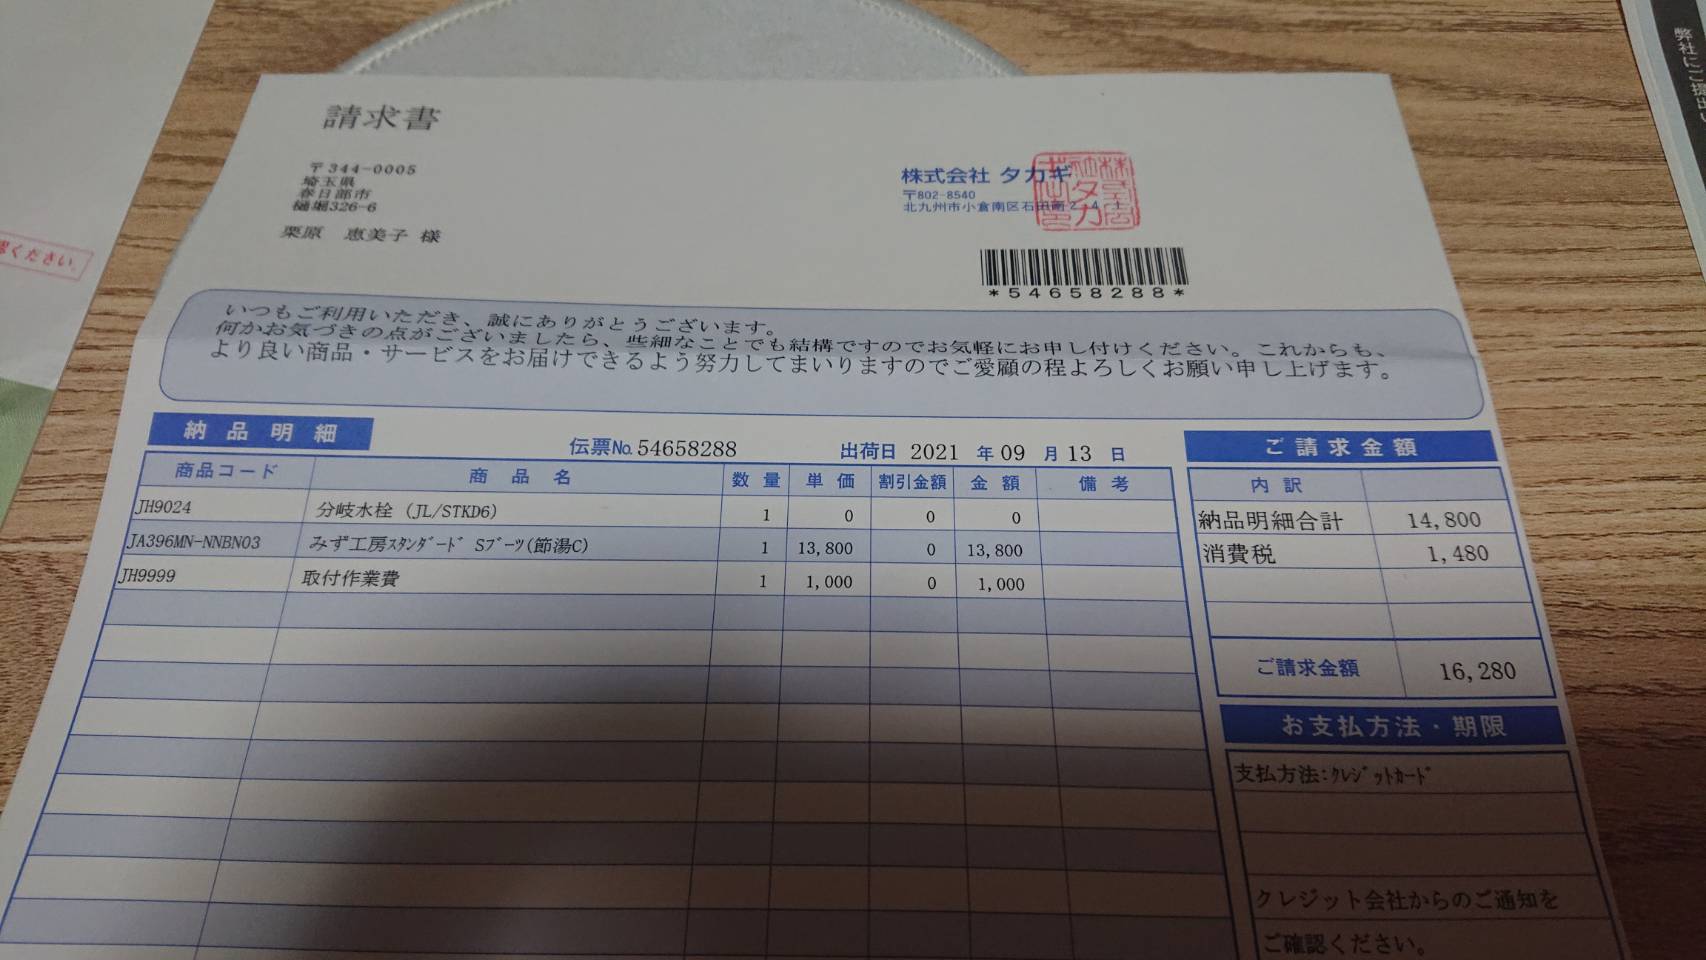 請求書
〒344-0005
埼玉県
春日部市
樋堀326-6
栗原 恵美子 様
株式会社 タカギ
〒802-8540
北九州市小倉南区石田南2-4-1
*54658288*
いつもご利用いただき、誠にありがとうございます。
何かお気づきの点がございましたら、些細なことでも結構ですのでお気軽にお申し付けください。これからも、
より良い商品・サービスをお届けできるよう努力してまいりますのでご愛顧の程よろしくお願い申し上げます。
納品明細
伝票No. 54658288 出荷日 2021 年 09 月 13 日
商品コード 商品名 数量 単価 割引金額 金額 備考
JH9024 分岐水栓 (JL/STKD6) 1 0 0 0
JA396MN-NNBN03 みず工房ｽﾀﾝﾀﾞｰﾄﾞ Sﾌﾞｰﾂ(節湯C) 1 13,800 0 13,800
JH9999 取付作業費 1 1,000 0 1,000
ご請求金額
内訳
納品明細合計 14,800
消費税 1,480
ご請求金額 16,280
お支払方法・期限
支払方法:ｸﾚｼﾞｯﾄｶｰﾄﾞ
クレジット会社からのご通知を
ご確認ください。
認ください。
弊社にご提出い